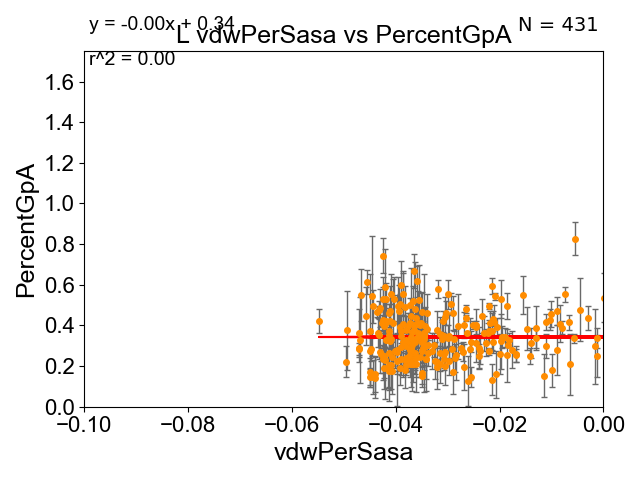 y = -0.00x + 0.34
N = 431
L vdwPerSasa vs PercentGpA
r^2 = 0.00
1.6
1.4
1.2
1.0
0.8
0.6
0.4
0.2
0.0
PercentGpA
−0.10
−0.08
−0.06
−0.04
−0.02
0.00
vdwPerSasa